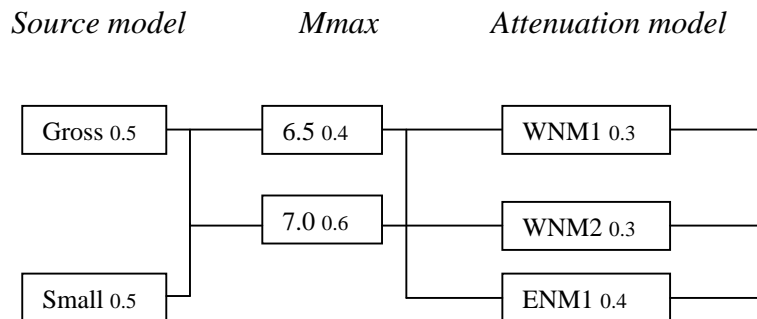 Source model Mmax Attenuation model
Gross 0.5 6.5 0.4 WNM1 0.3
7.0 0.6 WNM2 0.3
Small 0.5 ENM1 0.4